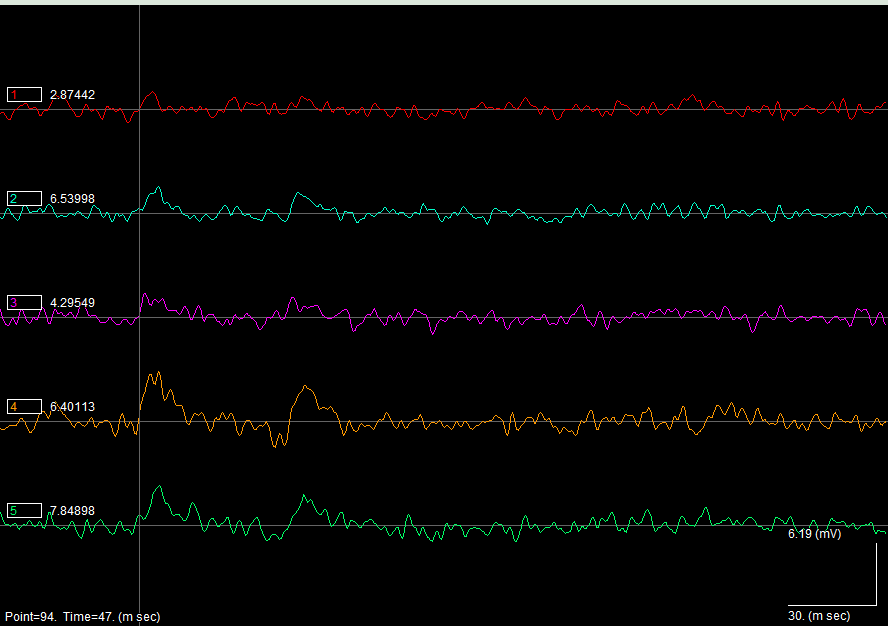 1 2.87442
2 6.53998
3 4.29549
4 6.40113
5 7.84898
6.19 (mV)
30. (m sec)
Point=94. Time=47. (m sec)